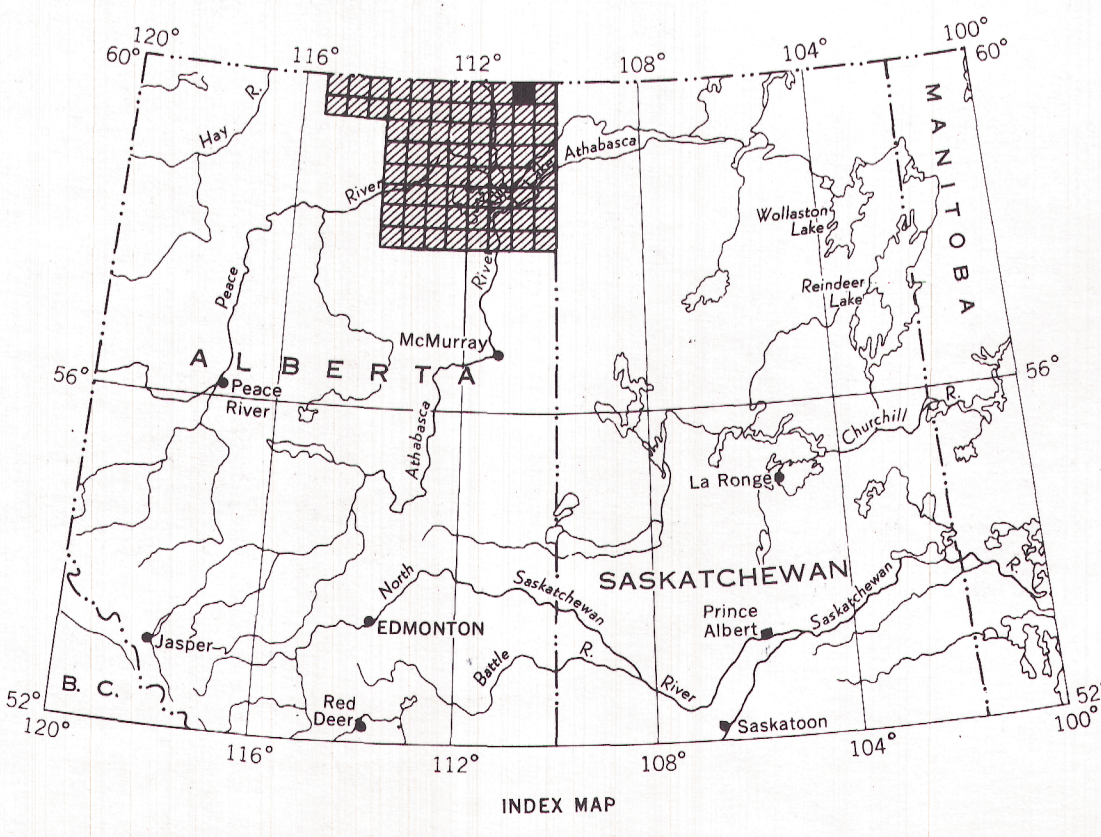 120°
60°
116°
112°
108°
104°
100°
60°
Hay
R.
MANITOBA
Athabasca
River
Wollaston
Lake
River
Peace
Reindeer
Lake
McMurray
ALBERTA
56°
56°
Peace
River
R.
Churchill
Athabasca
La Ronge
North
Saskatchewan
SASKATCHEWAN
Saskatchewan
R.
Prince
Albert
EDMONTON
Jasper
Battle
R.
River
B. C.
Red
Deer
Saskatoon
52°
120°
52°
100°
116°
112°
108°
104°
INDEX MAP